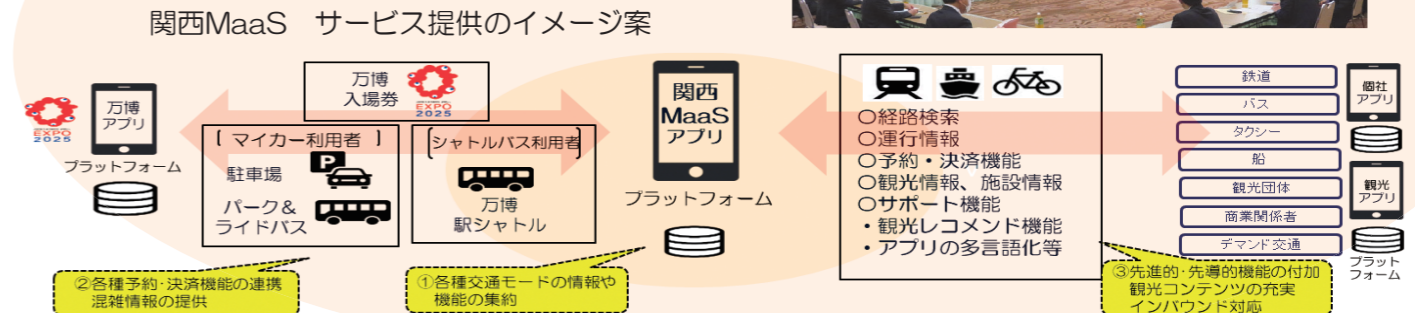 関西MaaS サービス提供のイメージ案
EXPO
2025
万博
アプリ
プラットフォーム
万博
入場券
EXPO
2025
[ マイカー利用者 ]
P
駐車場
パーク&
ライドバス
[シャトルバス利用者]
万博
駅シャトル
関西
MaaS
アプリ
プラットフォーム
○経路検索
○運行情報
○予約・決済機能
○観光情報、施設情報
○サポート機能
・観光レコメンド機能
・アプリの多言語化等
鉄道
バス
タクシー
船
観光団体
商業関係者
デマンド交通
個社
アプリ
観光
アプリ
プラット
フォーム
②各種予約・決済機能の連携
混雑情報の提供
①各種交通モードの情報や
機能の集約
③先進的・先導的機能の付加
観光コンテンツの充実
インバウンド対応